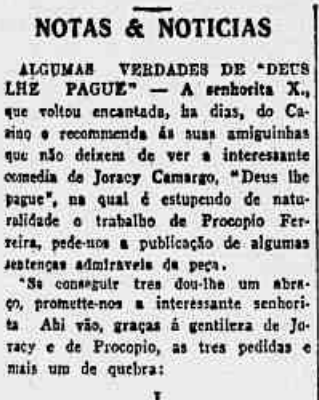 NOTAS & NOTICIAS
ALGUMAS VERDADES DE "DEUS
LHE PAGUE" — A senhorita X.,
que voltou encantada, ha dias, do Ca-
sino e recommenda ás suas amiguinhas
que não deixem de ver a interessante
comedia de Joracy Camargo, "Deus lhe
pague", na qual é estupendo de natu-
ralidade o trabalho de Procopio Fer-
reira, pede-nos a publicação de algumas
sentenças admiraveis da peça.
"Se conseguir tres dou-lhe um abra-
ço, promette-nos a interessante senhori-
ta Ahi vão, graças á gentileza de Jo-
racy e de Procopio, as tres pedidas e
mais um de quebra:
I